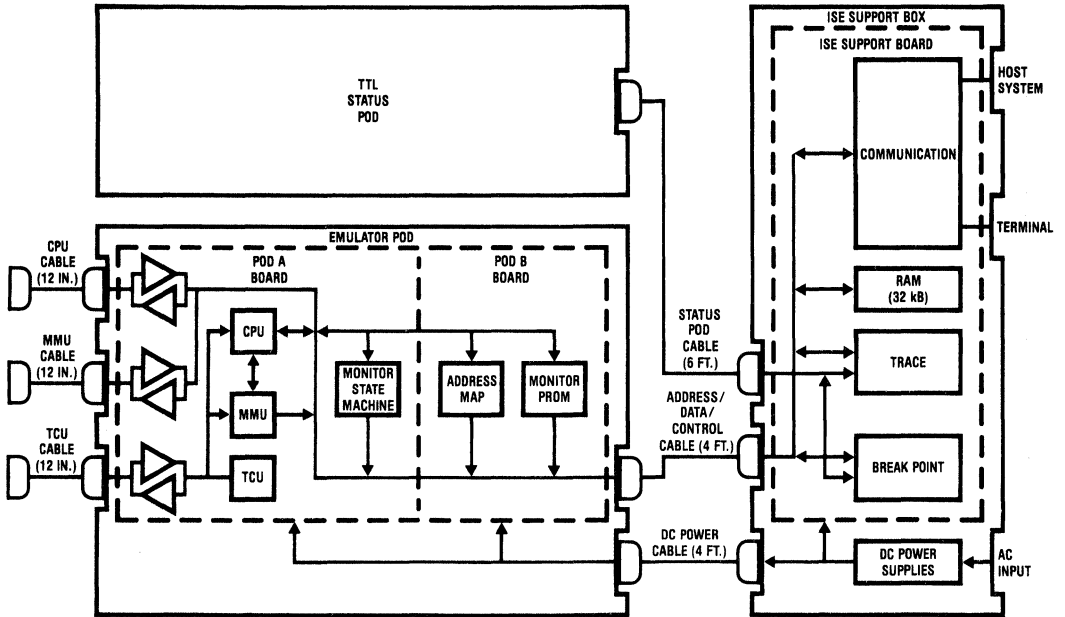 TTL
STATUS
POD
ISE SUPPORT BOX
ISE SUPPORT BOARD
HOST
SYSTEM
COMMUNICATION
TERMINAL
RAM
(32 kB)
TRACE
BREAK POINT
DC POWER
SUPPLIES
AC
INPUT
EMULATOR POD
POD A
BOARD
POD B
BOARD
CPU
CABLE
(12 IN.)
MMU
CABLE
(12 IN.)
TCU
CABLE
(12 IN.)
CPU
MMU
TCU
MONITOR
STATE
MACHINE
ADDRESS
MAP
MONITOR
PROM
STATUS
POD
CABLE
(6 FT.)
ADDRESS/
DATA/
CONTROL
CABLE (4 FT.)
DC POWER
CABLE (4 FT.)